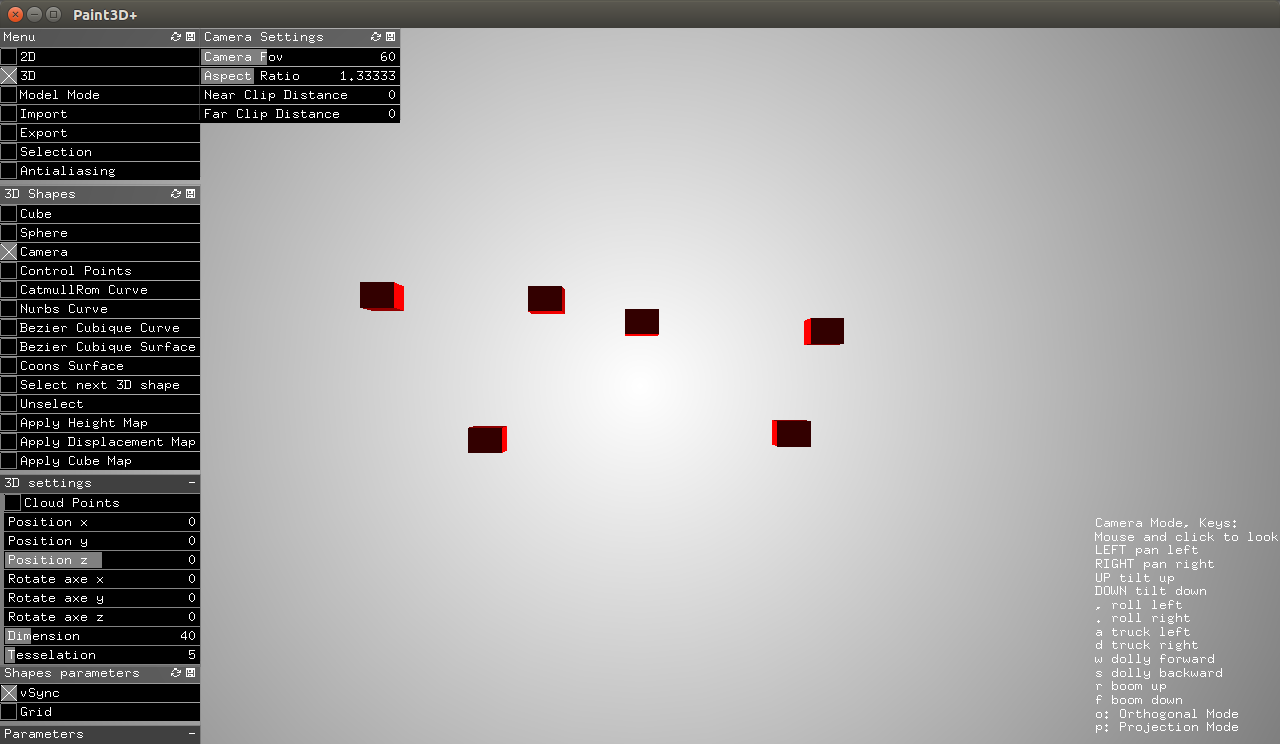 Paint3D+
Menu
2D
3D
Model Mode
Import
Export
Selection
Antialiasing
Camera Settings
Camera Fov 60
Aspect Ratio 1.33333
Near Clip Distance 0
Far Clip Distance 0
3D Shapes
Cube
Sphere
Camera
Control Points
CatmullRom Curve
Nurbs Curve
Bezier Cubique Curve
Bezier Cubique Surface
Coons Surface
Select next 3D shape
Unselect
Apply Height Map
Apply Displacement Map
Apply Cube Map
3D settings -
Cloud Points
Position x 0
Position y 0
Position z 0
Rotate axe x 0
Rotate axe y 0
Rotate axe z 0
Dimension 40
Tesselation 5
Shapes parameters
vSync
Grid
Parameters -
Camera Mode, Keys:
Mouse and click to look
LEFT pan left
RIGHT pan right
UP tilt up
DOWN tilt down
, roll left
. roll right
a truck left
d truck right
w dolly forward
s dolly backward
r boom up
f boom down
o: Orthogonal Mode
p: Projection Mode